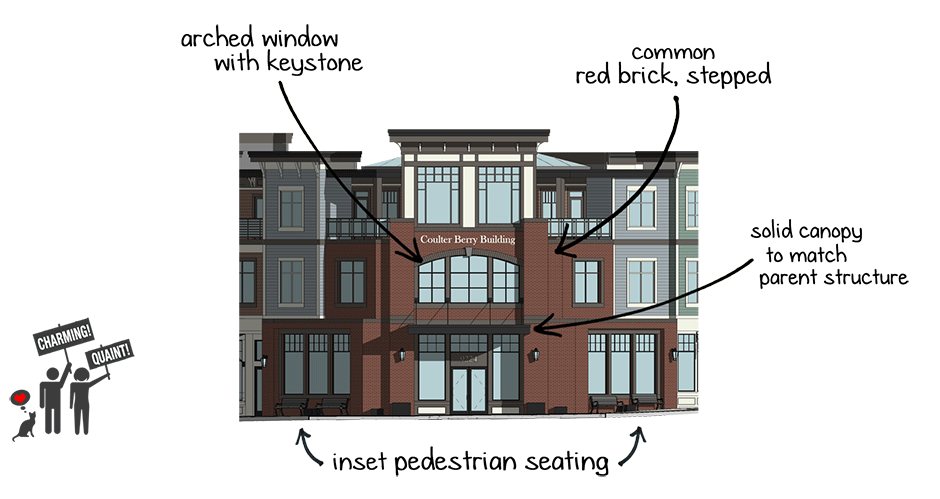 arched window
with keystone
common
red brick, stepped
Coulter Berry Building
solid canopy
to match
parent structure
CHARMING!
QUAINT!
inset pedestrian seating